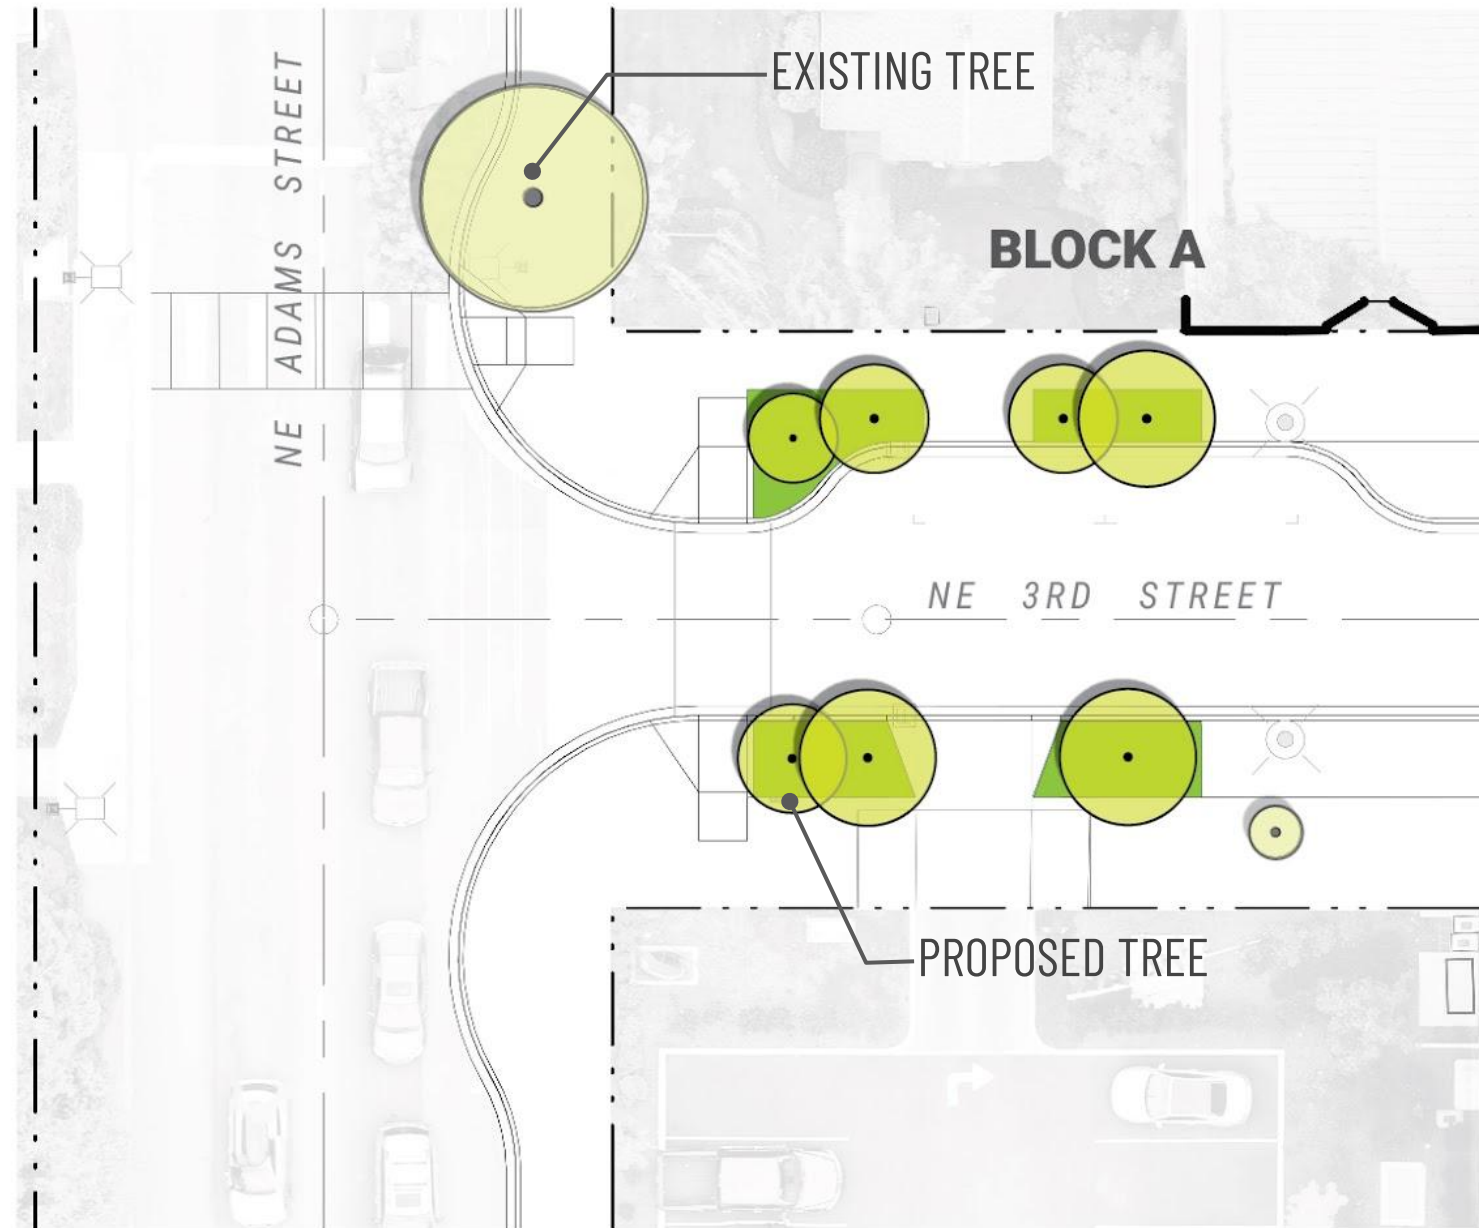 EXISTING TREE
NE ADAMS STREET
BLOCK A
NE 3RD STREET
PROPOSED TREE